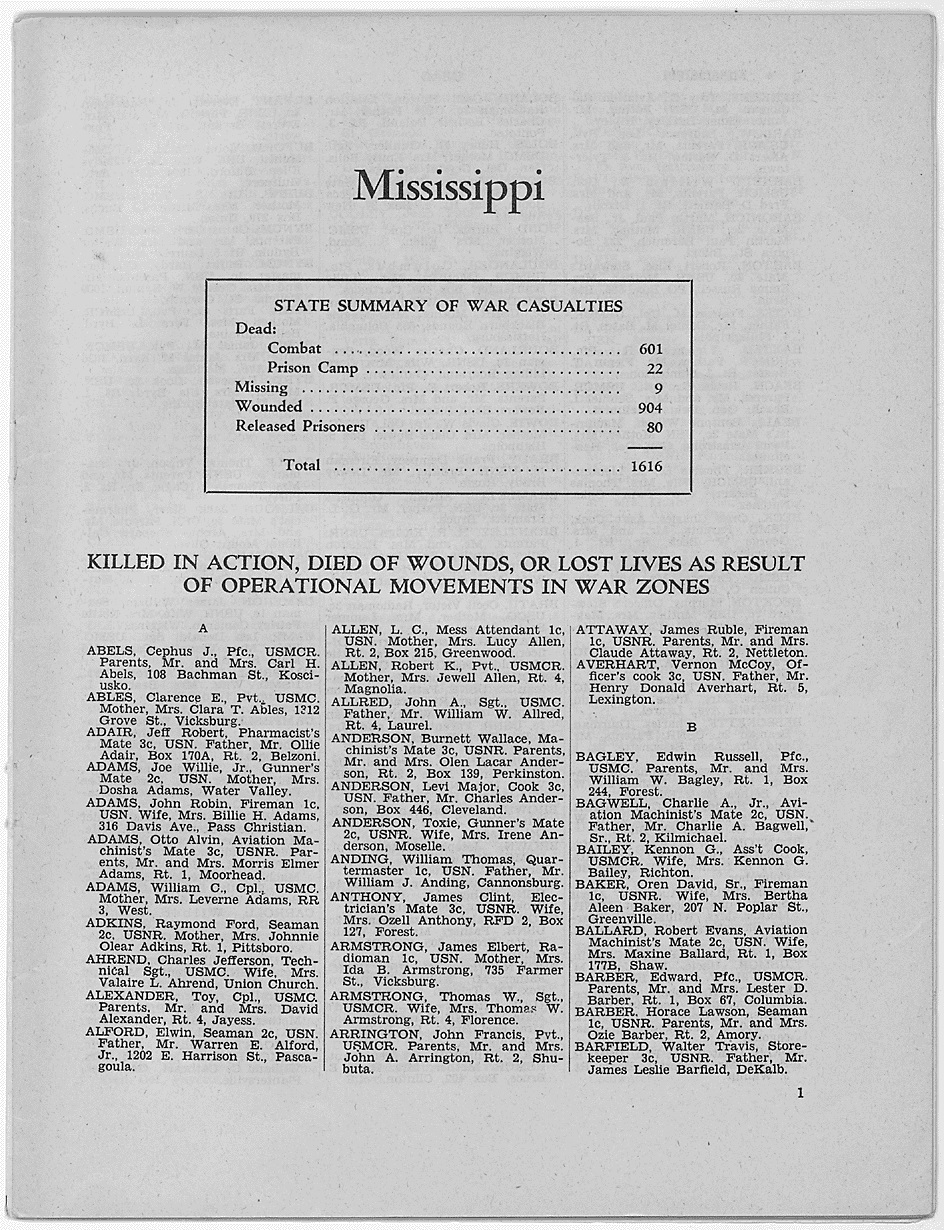 Mississippi
STATE SUMMARY OF WAR CASUALTIES
Dead:
Combat ................................... 601
Prison Camp ............................... 22
Missing ....................................... 9
Wounded ..................................... 904
Released Prisoners ............................. 80
Total .................................... 1616
KILLED IN ACTION, DIED OF WOUNDS, OR LOST LIVES AS RESULT
OF OPERATIONAL MOVEMENTS IN WAR ZONES
A
ABELS, Cephus J., Pfc., USMCR.
Parents, Mr. and Mrs. Carl H.
Abels, 108 Bachman St., Kosci-
usko.
ABLES, Clarence E., Pvt., USMC.
Mother, Mrs. Clara T. Ables, 1312
Grove St., Vicksburg.
ADAIR, Jeff Robert, Pharmacist's
Mate 3c, USN. Father, Mr. Ollie
Adair, Box 170A, Rt. 2, Belzoni.
ADAMS, Joe Willie, Jr., Gunner's
Mate 2c, USN. Mother, Mrs.
Dosha Adams, Water Valley.
ADAMS, John Robin, Fireman 1c,
USN. Wife, Mrs. Billie H. Adams,
316 Davis Ave., Pass Christian.
ADAMS, Otto Alvin, Aviation Ma-
chinist's Mate 3c, USNR. Par-
ents, Mr. and Mrs. Morris Elmer
Adams, Rt. 1, Moorhead.
ADAMS, William C., Cpl., USMC.
Mother, Mrs. Leverne Adams, RR
3, West.
ADKINS, Raymond Ford, Seaman
2c, USNR. Mother, Mrs. Johnnie
Olear Adkins, Rt. 1, Pittsboro.
AHREND, Charles Jefferson, Tech-
nical Sgt., USMC. Wife, Mrs.
Valaire L. Ahrend, Union Church.
ALEXANDER, Toy, Cpl., USMC.
Parents, Mr. and Mrs. David
Alexander, Rt. 4, Jayess.
ALFORD, Elwin, Seaman 2c, USN.
Father, Mr. Warren E. Alford,
Jr., 1202 E. Harrison St., Pasca-
goula.
ALLEN, L. C., Mess Attendant 1c,
USN. Mother, Mrs. Lucy Allen,
Rt. 2, Box 215, Greenwood.
ALLEN, Robert K., Pvt., USMCR.
Mother, Mrs. Jewell Allen, Rt. 4,
Magnolia.
ALLRED, John A., Sgt., USMC.
Father, Mr. William W. Allred,
Rt. 4, Laurel.
ANDERSON, Burnett Wallace, Ma-
chinist's Mate 3c, USNR. Parents,
Mr. and Mrs. Olen Lacar Ander-
son, Rt. 2, Box 139, Perkinston.
ANDERSON, Levi Major, Cook 3c,
USN. Father, Mr. Charles Ander-
son, Box 446, Cleveland.
ANDERSON, Toxie, Gunner's Mate
2c, USNR. Wife, Mrs. Irene An-
derson, Moselle.
ANDING, William Thomas, Quar-
termaster 1c, USN. Father, Mr.
William J. Anding, Cannonsburg.
ANTHONY, James Clint, Elec-
trician's Mate 3c, USNR. Wife,
Mrs. Ozell Anthony, RFD 2, Box
127, Forest.
ARMSTRONG, James Elbert, Ra-
dioman 1c, USN. Mother, Mrs.
Ida B. Armstrong, 735 Farmer
St., Vicksburg.
ARMSTRONG, Thomas W., Sgt.,
USMCR. Wife, Mrs. Thomas W.
Armstrong, Rt. 4, Florence.
ARRINGTON, John Francis, Pvt.,
USMCR. Parents, Mr. and Mrs.
John A. Arrington, Rt. 2, Shu-
buta.
ATTAWAY, James Ruble, Fireman
1c, USNR. Parents, Mr. and Mrs.
Claude Attaway, Rt. 2, Nettleton.
AVERHART, Vernon McCoy, Of-
ficer's cook 3c, USN. Father, Mr.
Henry Donald Averhart, Rt. 5,
Lexington.
B
BAGLEY, Edwin Russell, Pfc.,
USMC. Parents, Mr. and Mrs.
William W. Bagley, Rt. 1, Box
244, Forest.
BAGWELL, Charlie A., Jr., Avi-
ation Machinist's Mate 2c, USN.
Father, Mr. Charlie A. Bagwell,
Sr., Rt. 2, Kilmichael.
BAILEY, Kennon G., Ass't Cook,
USMCR. Wife, Mrs. Kennon G.
Bailey, Richton.
BAKER, Oren David, Sr., Fireman
1c, USNR. Wife, Mrs. Bertha
Aleen Baker, 207 N. Poplar St.,
Greenville.
BALLARD, Robert Evans, Aviation
Machinist's Mate 2c, USN. Wife,
Mrs. Maxine Ballard, Rt. 1, Box
177B, Shaw.
BARBER, Edward, Pfc., USMCR.
Parents, Mr. and Mrs. Lester D.
Barber, Rt. 1, Box 67, Columbia.
BARBER, Horace Lawson, Seaman
1c, USNR. Parents, Mr. and Mrs.
Ozie Barber, Rt. 2, Amory.
BARFIELD, Walter Travis, Store-
keeper 3c, USNR. Father, Mr.
James Leslie Barfield, DeKalb.
1